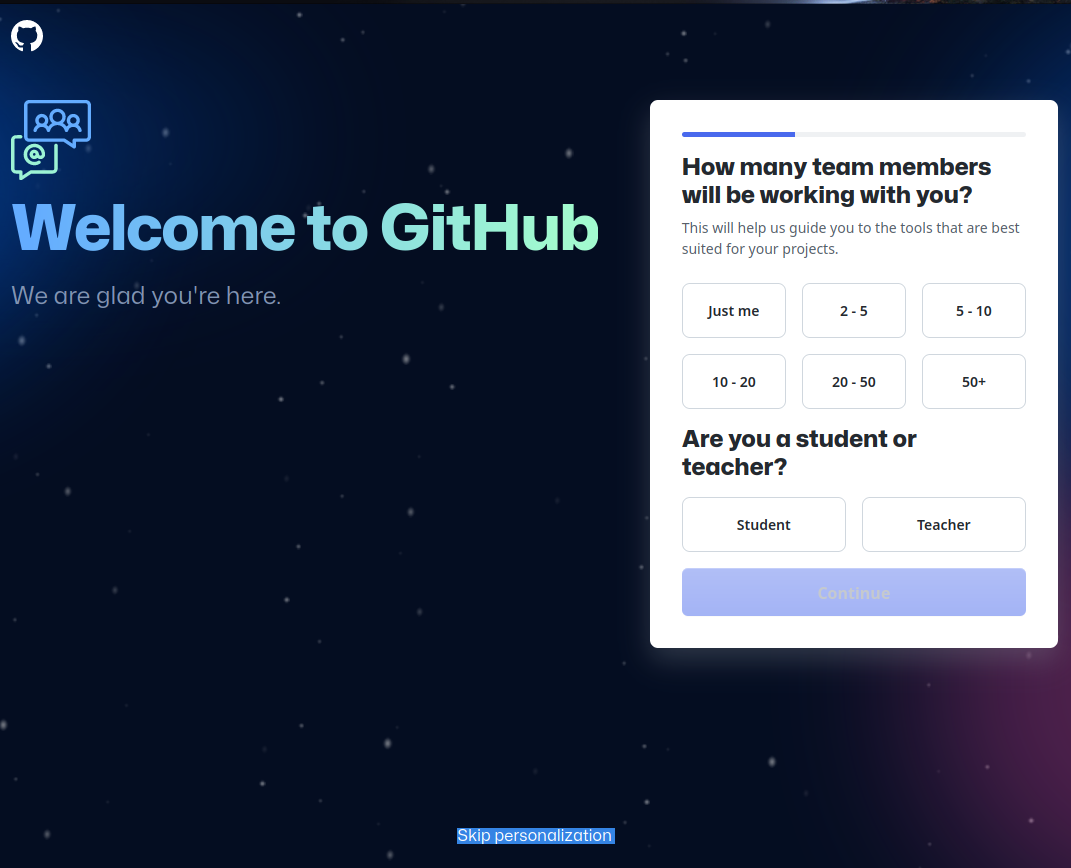 Welcome to GitHub
We are glad you're here.
How many team members
will be working with you?
This will help us guide you to the tools that are best
suited for your projects.
Just me
2 - 5
5 - 10
10 - 20
20 - 50
50+
Are you a student or
teacher?
Student
Teacher
Continue
Skip personalization